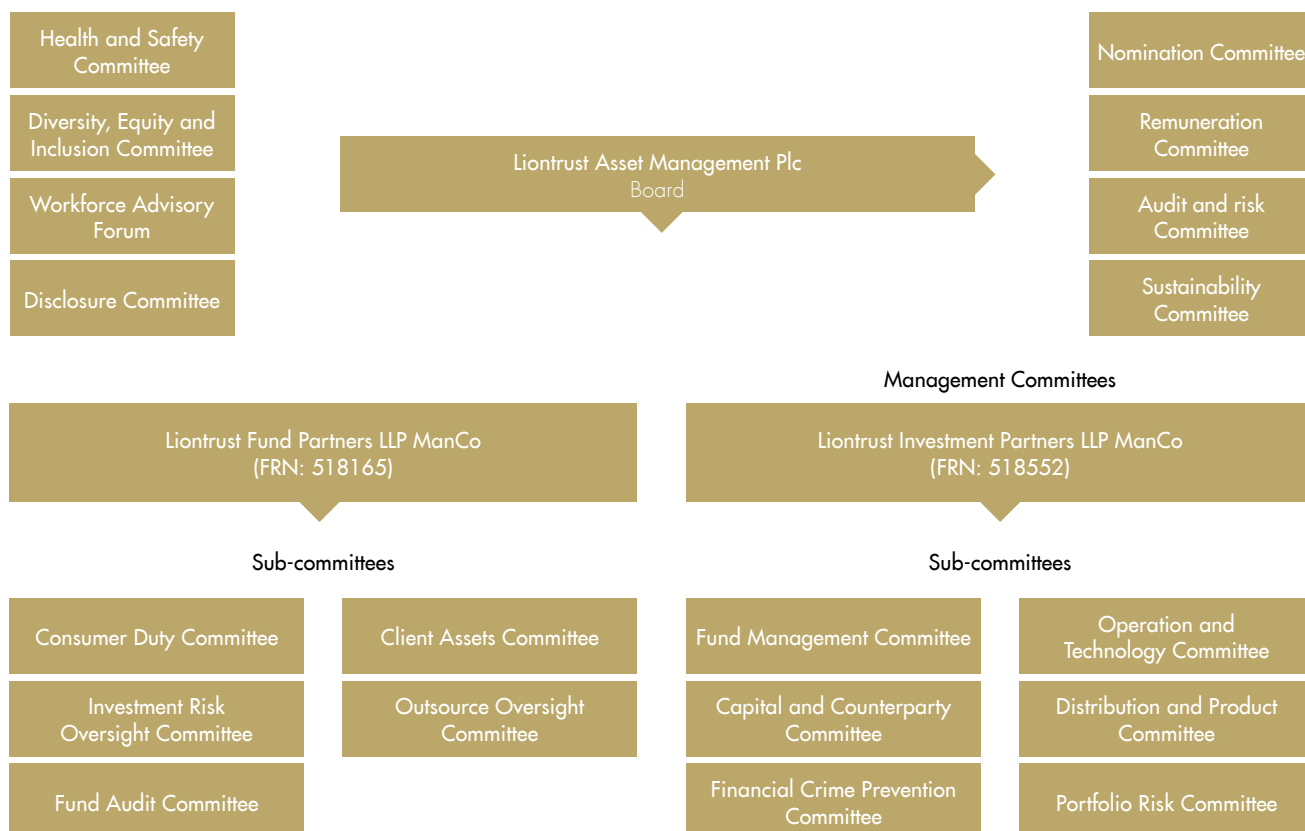 Health and Safety
Committee
Diversity, Equity and
Inclusion Committee
Workforce Advisory
Forum
Disclosure Committee
Liontrust Asset Management Plc
Board
Nomination Committee
Remuneration
Committee
Audit and risk
Committee
Sustainability
Committee
Management Committees
Liontrust Fund Partners LLP ManCo
(FRN: 518165)
Liontrust Investment Partners LLP ManCo
(FRN: 518552)
Sub-committees
Consumer Duty Committee
Investment Risk
Oversight Committee
Fund Audit Committee
Client Assets Committee
Outsource Oversight
Committee
Sub-committees
Fund Management Committee
Capital and Counterparty
Committee
Financial Crime Prevention
Committee
Operation and
Technology Committee
Distribution and Product
Committee
Portfolio Risk Committee